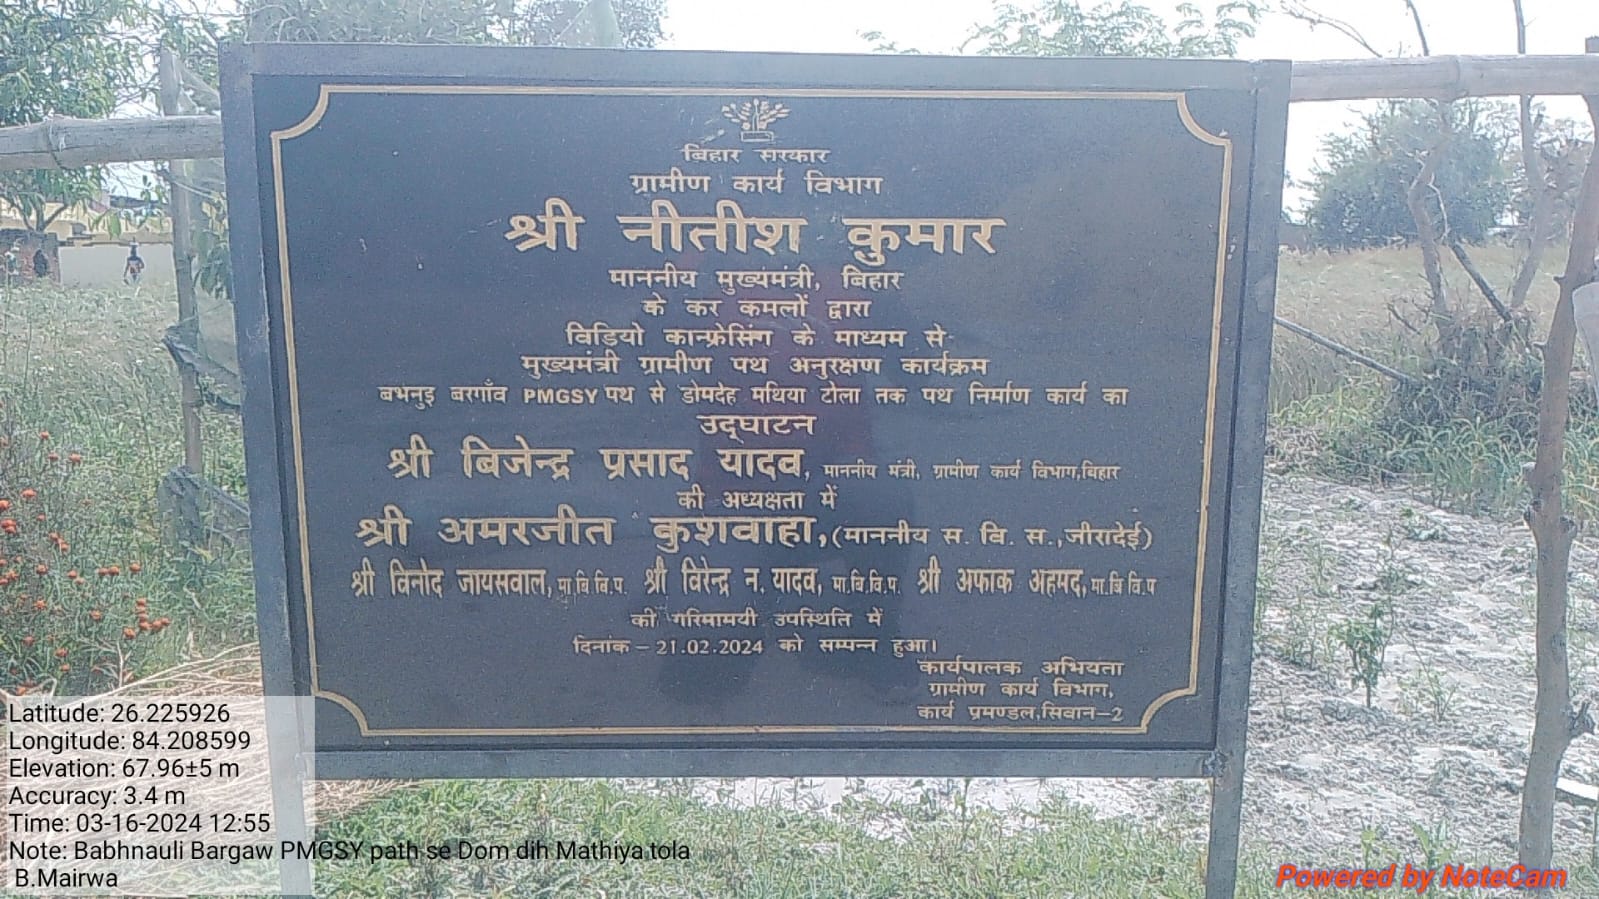 बिहार सरकार
ग्रामीण कार्य विभाग
श्री नीतीश कुमार
माननीय मुख्यमंत्री, बिहार
के कर कमलों द्वारा
विडियो कान्फ्रेसिंग के माध्यम से
मुख्यमंत्री ग्रामीण पथ अनुरक्षण कार्यक्रम
बभनुइ बरगाँव PMGSY पथ से डोमदेह मथिया टोला तक पथ निर्माण कार्य का
उद्घाटन
श्री बिजेन्द्र प्रसाद यादव, माननीय मंत्री, ग्रामीण कार्य विभाग,बिहार
की अध्यक्षता में
श्री अमरजीत कुशवाहा,(माननीय स. वि. स.,जीरादेई)
श्री विनोद जायसवाल, मा.बि.वि.प. श्री विरेन्द्र न. यादव, मा.बि.वि.प. श्री अफाक अहमद, मा.बि.वि.प
की गरिमामयी उपस्थिति में
दिनांक – 21.02.2024 को सम्पन्न हुआ।
कार्यपालक अभियता
ग्रामीण कार्य विभाग,
कार्य प्रमण्डल,सिवान–2
Latitude: 26.225926
Longitude: 84.208599
Elevation: 67.96±5 m
Accuracy: 3.4 m
Time: 03-16-2024 12:55
Note: Babhnauli Bargaw PMGSY path se Dom dih Mathiya tola
B.Mairwa
Powered by NoteCam